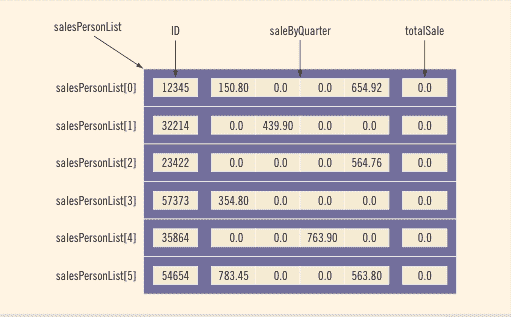 salesPersonList ID saleByQuarter totalSale
salesPersonList[0] 12345 150.80 0.0 0.0 654.92 0.0
salesPersonList[1] 32214 0.0 439.90 0.0 0.0 0.0
salesPersonList[2] 23422 0.0 0.0 0.0 564.76 0.0
salesPersonList[3] 57373 354.80 0.0 0.0 0.0 0.0
salesPersonList[4] 35864 0.0 0.0 763.90 0.0 0.0
salesPersonList[5] 54654 783.45 0.0 0.0 563.80 0.0